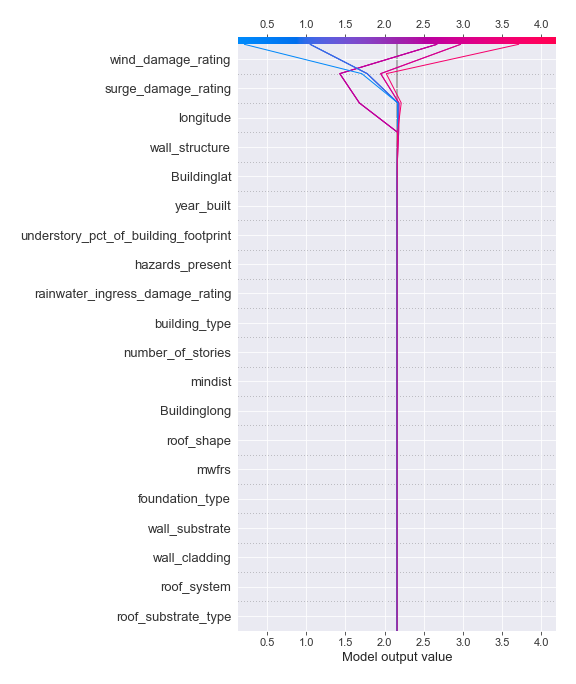 0.5 1.0 1.5 2.0 2.5 3.0 3.5 4.0
wind_damage_rating
surge_damage_rating
longitude
wall_structure
Buildinglat
year_built
understory_pct_of_building_footprint
hazards_present
rainwater_ingress_damage_rating
building_type
number_of_stories
mindist
Buildinglong
roof_shape
mwfrs
foundation_type
wall_substrate
wall_cladding
roof_system
roof_substrate_type
0.5 1.0 1.5 2.0 2.5 3.0 3.5 4.0
Model output value